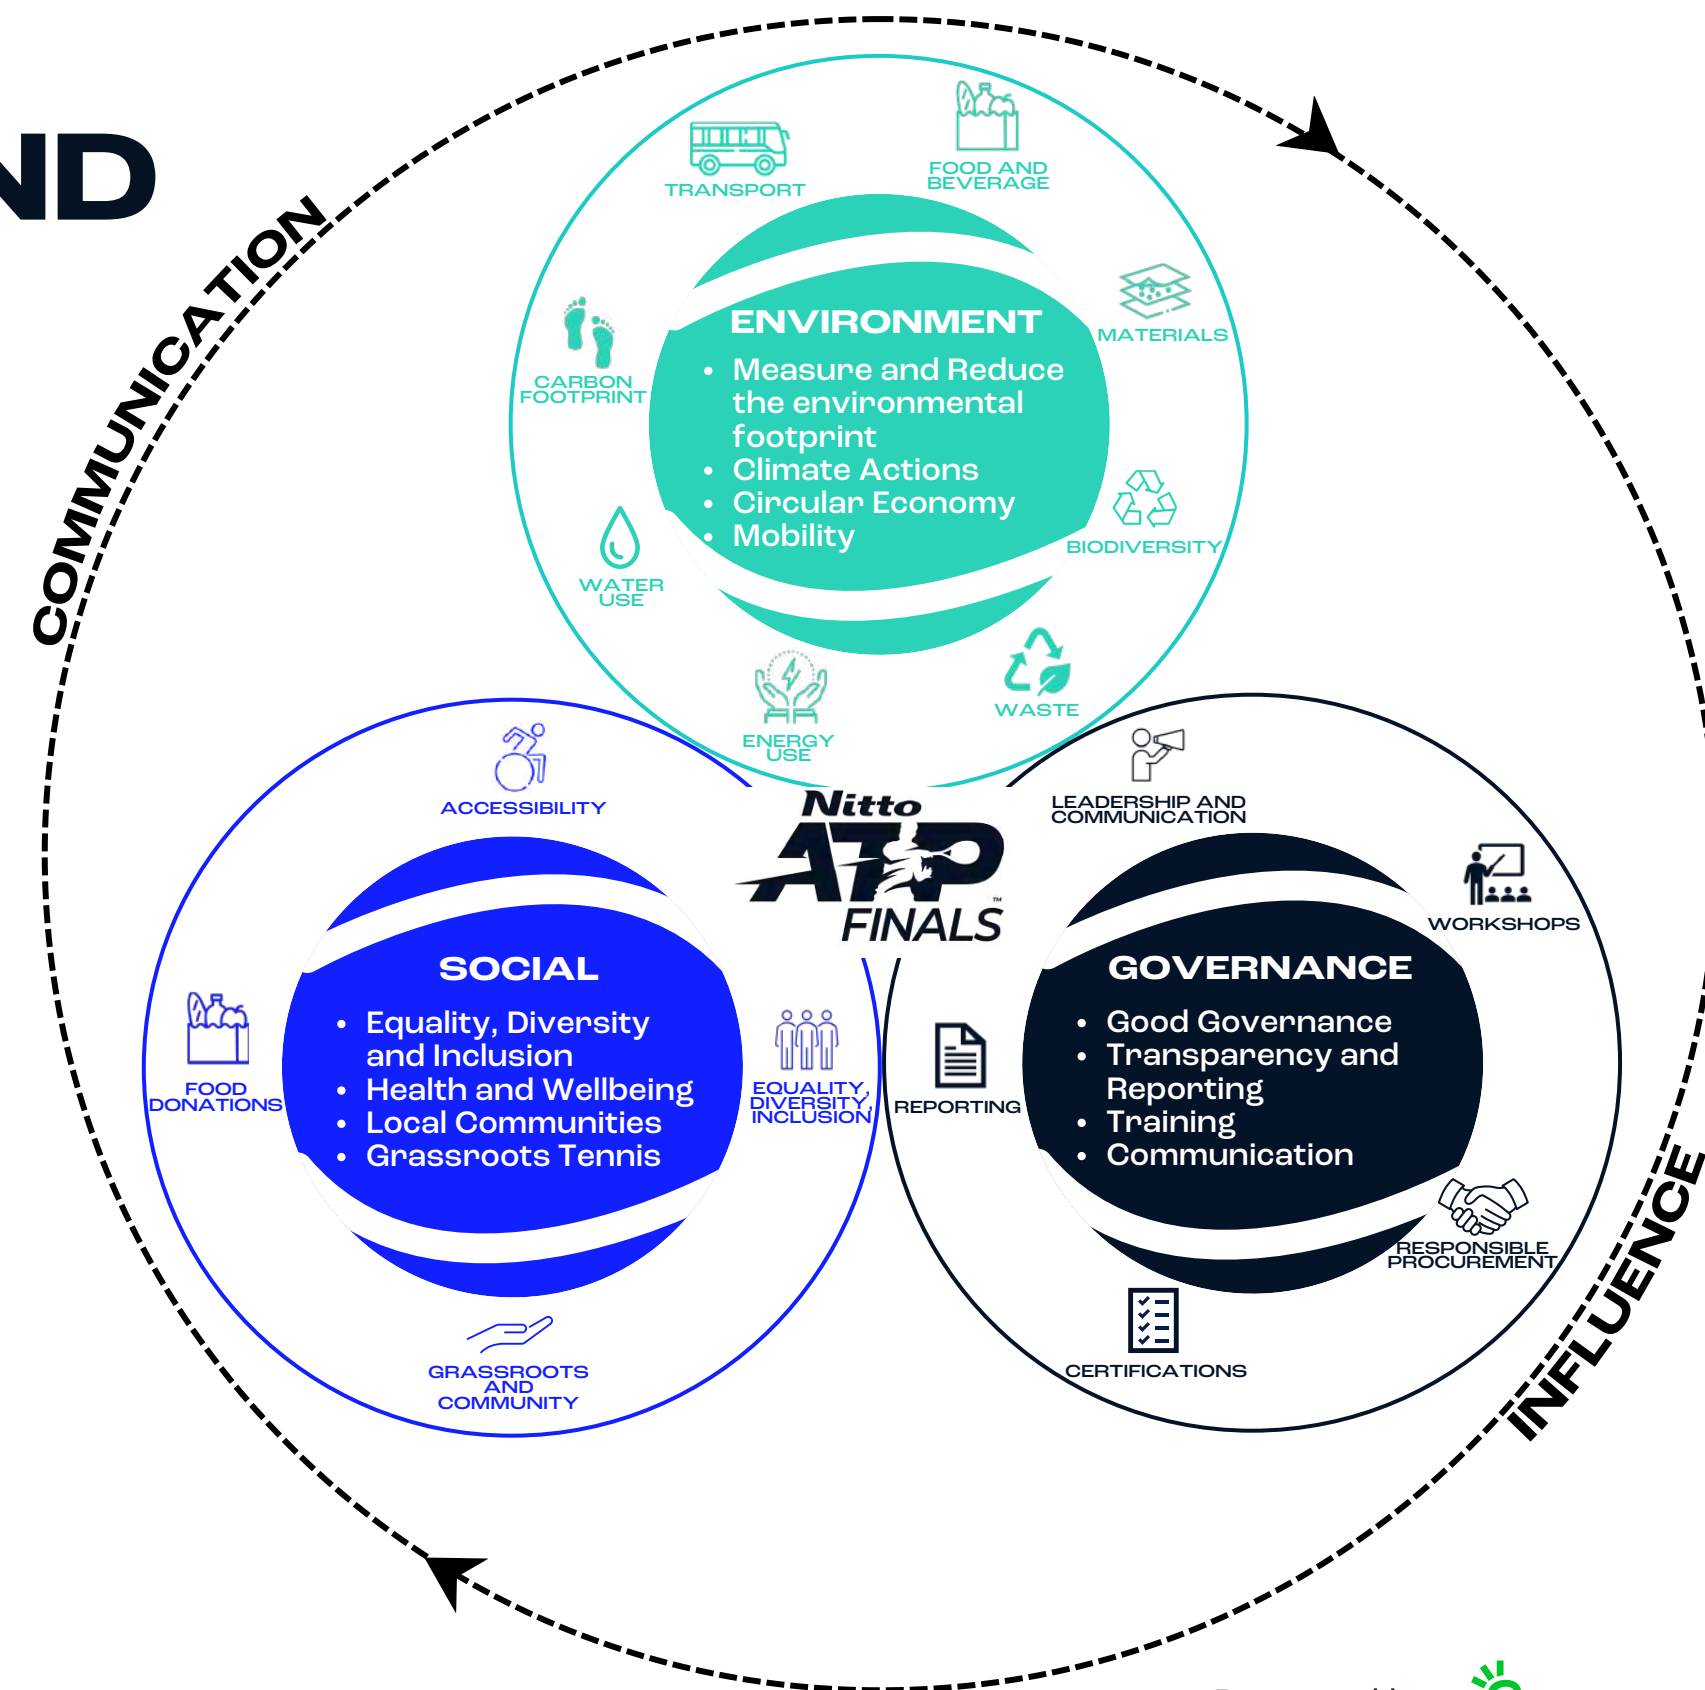 ND
COMMUNICATION
TRANSPORT
FOOD AND
BEVERAGE
MATERIALS
CARBON
FOOTPRINT
ENVIRONMENT
• Measure and Reduce
the environmental
footprint
• Climate Actions
• Circular Economy
• Mobility
BIODIVERSITY
WATER
USE
WASTE
ENERGY
USE
Nitto
ATP
FINALS
™
ACCESSIBILITY
SOCIAL
• Equality, Diversity
and Inclusion
• Health and Wellbeing
• Local Communities
• Grassroots Tennis
FOOD
DONATIONS
EQUALITY,
DIVERSITY,
INCLUSION
GRASSROOTS
AND
COMMUNITY
LEADERSHIP AND
COMMUNICATION
WORKSHOPS
GOVERNANCE
• Good Governance
• Transparency and
Reporting
• Training
• Communication
REPORTING
RESPONSIBLE
PROCUREMENT
CERTIFICATIONS
INFLUENCE